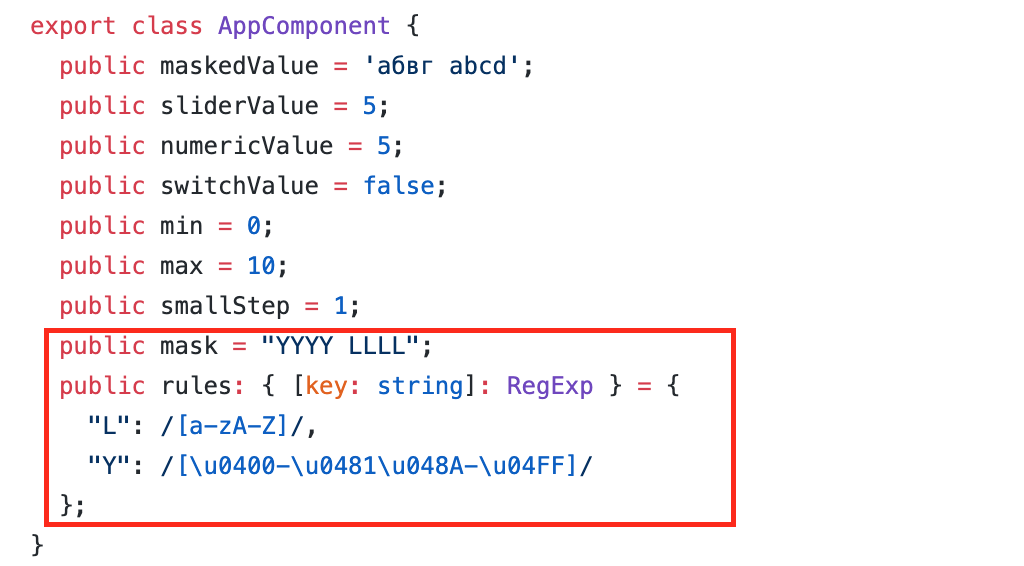 export class AppComponent {
  public maskedValue = 'абвг abcd';
  public sliderValue = 5;
  public numericValue = 5;
  public switchValue = false;
  public min = 0;
  public max = 10;
  public smallStep = 1;
  public mask = "YYYY LLLL";
  public rules: { [key: string]: RegExp } = {
    "L": /[a-zA-Z]/,
    "Y": /[\u0400-\u0481\u048A-\u04FF]/
  };
}